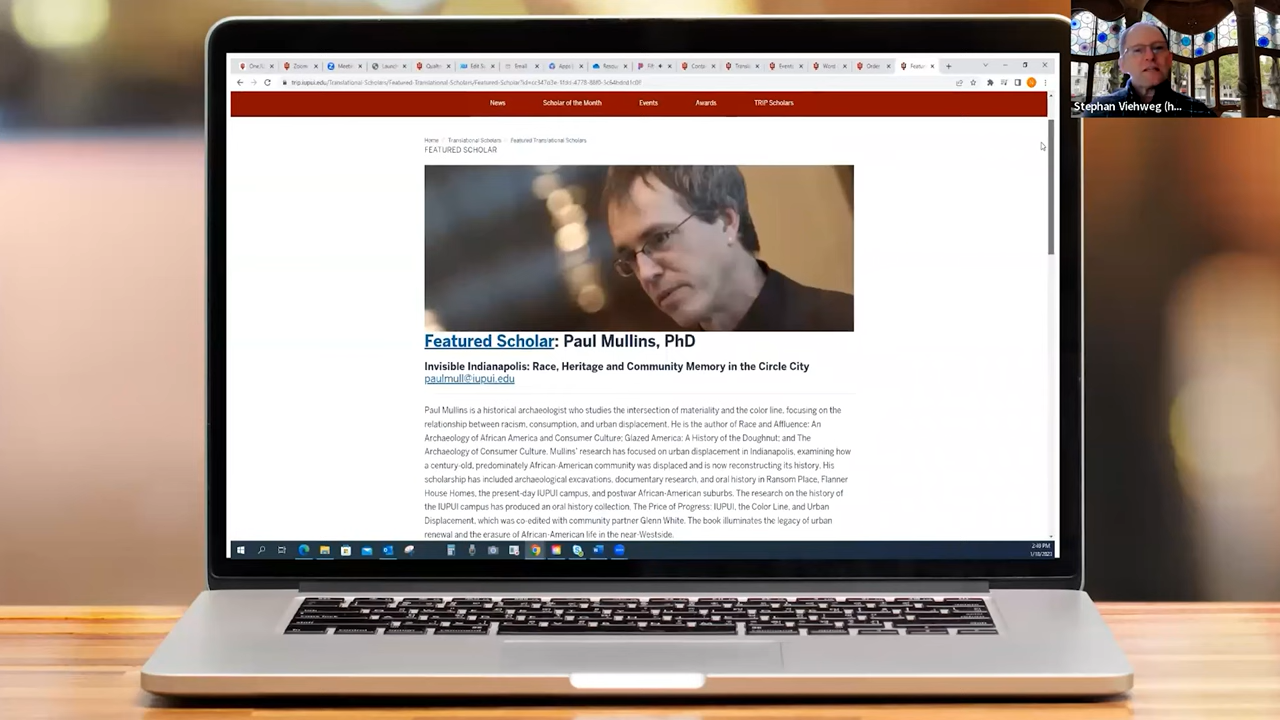 Stephan Viehweg (h...
News Scholar of the Month Events Awards TRIP Scholars
Home Translational Scholars Featured Translational Scholars
FEATURED SCHOLAR
Featured Scholar: Paul Mullins, PhD
Invisible Indianapolis: Race, Heritage and Community Memory in the Circle City
paulmull@iupui.edu
Paul Mullins is a historical archaeologist who studies the intersection of materiality and the color line, focusing on the
relationship between racism, consumption, and urban displacement. He is the author of Race and Affluence: An
Archaeology of African America and Consumer Culture; Glazed America: A History of the Doughnut; and The
Archaeology of Consumer Culture. Mullins' research has focused on urban displacement in Indianapolis, examining how
a century-old, predominately African-American community was displaced and is now reconstructing its history. His
scholarship has included archaeological excavations, documentary research, and oral history in Ransom Place, Flanner
House Homes, the present-day IUPUI campus, and postwar African-American suburbs. The research on the history of
the IUPUI campus has produced an oral history collection, The Price of Progress: IUPUI, the Color Line, and Urban
Displacement, which was co-edited with community partner Glenn White. The book illuminates the legacy of urban
renewal and the erasure of African-American life in the near-Westside.
2:40 PM